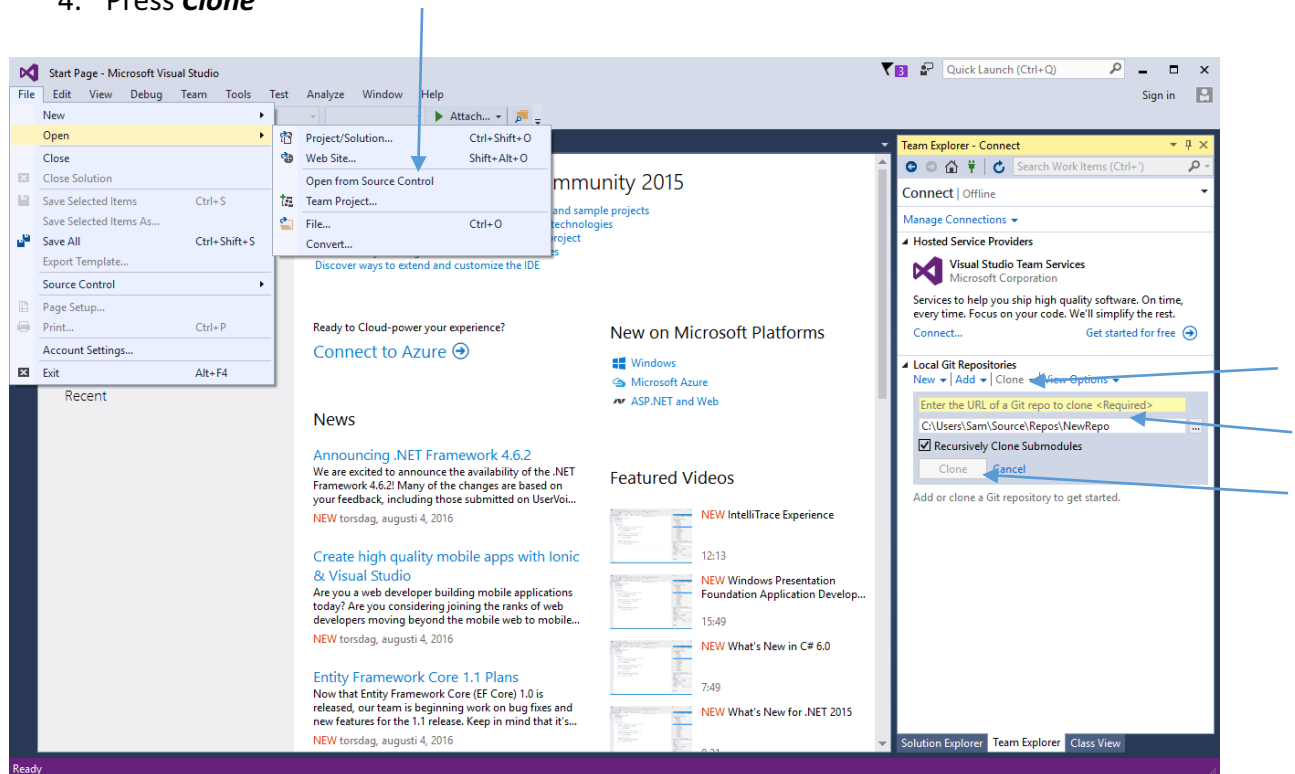 4. Press Clone
Start Page - Microsoft Visual Studio
3
Quick Launch (Ctrl+Q)
File Edit View Debug Team Tools Test Analyze Window Help
Sign in
Attach...
New
Open
Close
Close Solution
Save Selected Items Ctrl+S
Save Selected Items As...
Save All Ctrl+Shift+S
Export Template...
Source Control
Page Setup...
Print... Ctrl+P
Account Settings...
Exit Alt+F4
Project/Solution... Ctrl+Shift+O
Web Site... Shift+Alt+O
Open from Source Control
Team Project...
File... Ctrl+O
Convert...
Recent
mmunity 2015
and sample projects
technologies
roject
es
Discover ways to extend and customize the IDE
Ready to Cloud-power your experience?
Connect to Azure
News
Announcing .NET Framework 4.6.2
We are excited to announce the availability of the .NET
Framework 4.6.2! Many of the changes are based on
your feedback, including those submitted on UserVoi...
NEW torsdag, augusti 4, 2016
Create high quality mobile apps with Ionic
& Visual Studio
Are you a web developer building mobile applications
today? Are you considering joining the ranks of web
developers moving beyond the mobile web to mobile...
NEW torsdag, augusti 4, 2016
Entity Framework Core 1.1 Plans
Now that Entity Framework Core (EF Core) 1.0 is
released, our team is beginning work on bug fixes and
new features for the 1.1 release. Keep in mind that it's...
NEW torsdag, augusti 4, 2016
New on Microsoft Platforms
Windows
Microsoft Azure
ASP.NET and Web
Featured Videos
NEW IntelliTrace Experience
12:13
NEW Windows Presentation
Foundation Application Develop...
15:49
NEW What's New in C# 6.0
7:49
NEW What's New for .NET 2015
Team Explorer - Connect
Search Work Items (Ctrl+')
Connect | Offline
Manage Connections
Hosted Service Providers
Visual Studio Team Services
Microsoft Corporation
Services to help you ship high quality software. On time,
every time. Focus on your code. We'll simplify the rest.
Connect... Get started for free
Local Git Repositories
New | Add | Clone | View Options
Enter the URL of a Git repo to clone <Required>
C:\Users\Sam\Source\Repos\NewRepo ...
Recursively Clone Submodules
Clone Cancel
Add or clone a Git repository to get started.
Solution Explorer Team Explorer Class View
Ready